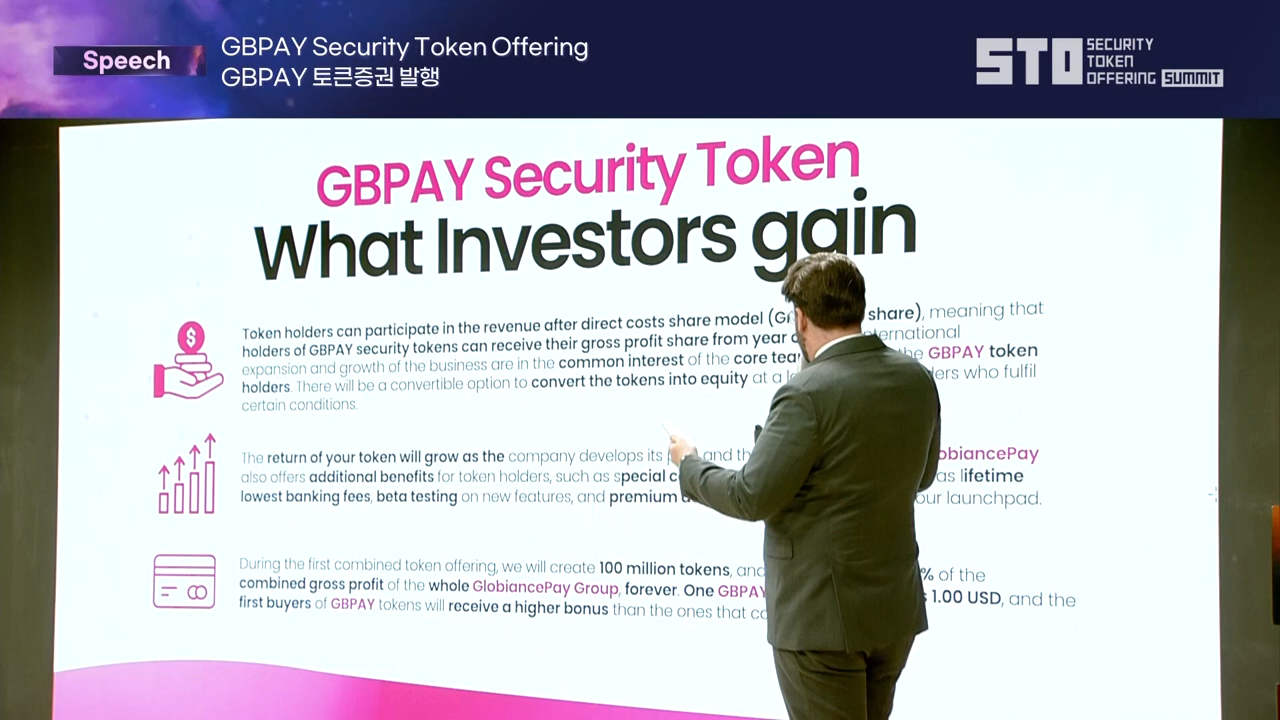 Speech
GBPAY Security Token Offering
GBPAY 토큰증권 발행
STO SECURITY
TOKEN
OFFERING SUMMIT
GBPAY Security Token
What Investors gain
$
Token holders can participate in the revenue after direct costs share model ( share), meaning that
holders of GBPAY security tokens can receive their gross profit share from year
expansion and growth of the business are in the common interest of the core the GBPAY token
holders. There will be a convertible option to convert the tokens into equity at a who fulfil
certain conditions.
The return of your token will grow as the company develops its and
also offers additional benefits for token holders, such as special as lifetime
lowest banking fees, beta testing on new features, and premium launchpad.
During the first combined token offering, we will create 100 million tokens, and % of the
combined gross profit of the whole GlobiancePay Group, forever. One GBPAY 1.00 USD, and the
first buyers of GBPAY tokens will receive a higher bonus than the ones that